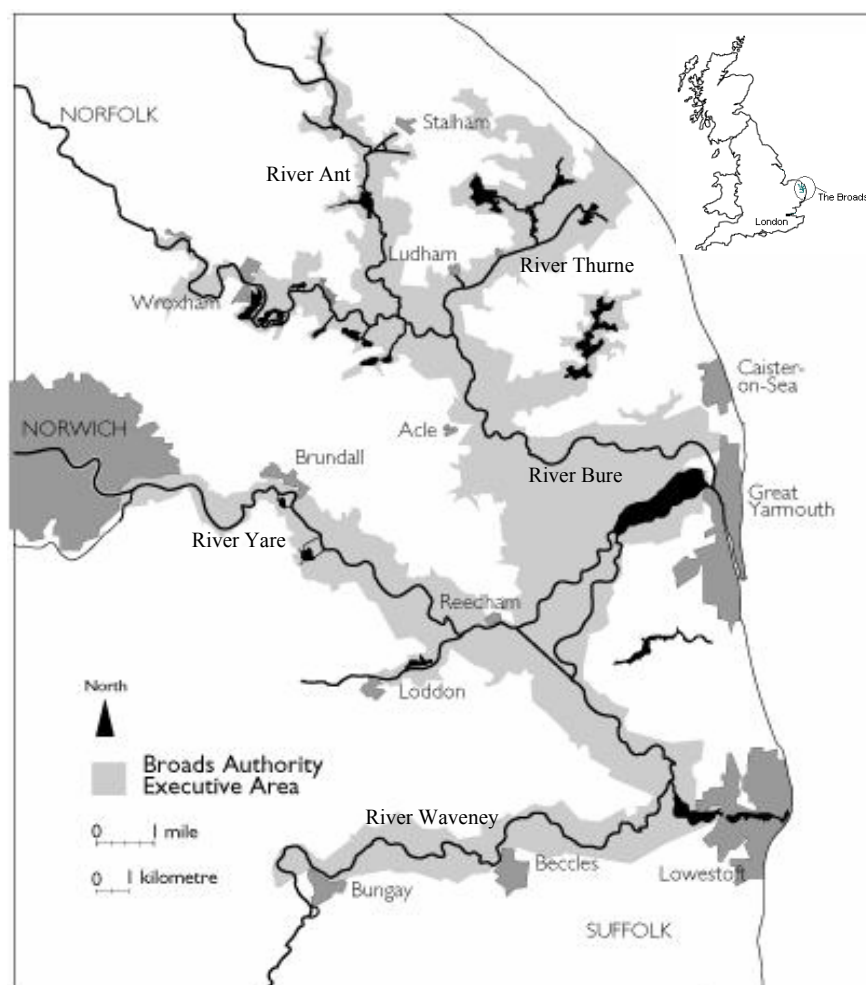 NORFOLK
Stalham
River Ant
The Broads
London
Ludham
River Thurne
Wroxham
Caister-
on-Sea
NORWICH
Acle
Brundall
River Bure
Great
Yarmouth
River Yare
Reedham
Loddon
North
Broads Authority
Executive Area
0 1 mile
0 1 kilometre
River Waveney
Bungay
Beccles
Lowestoft
SUFFOLK